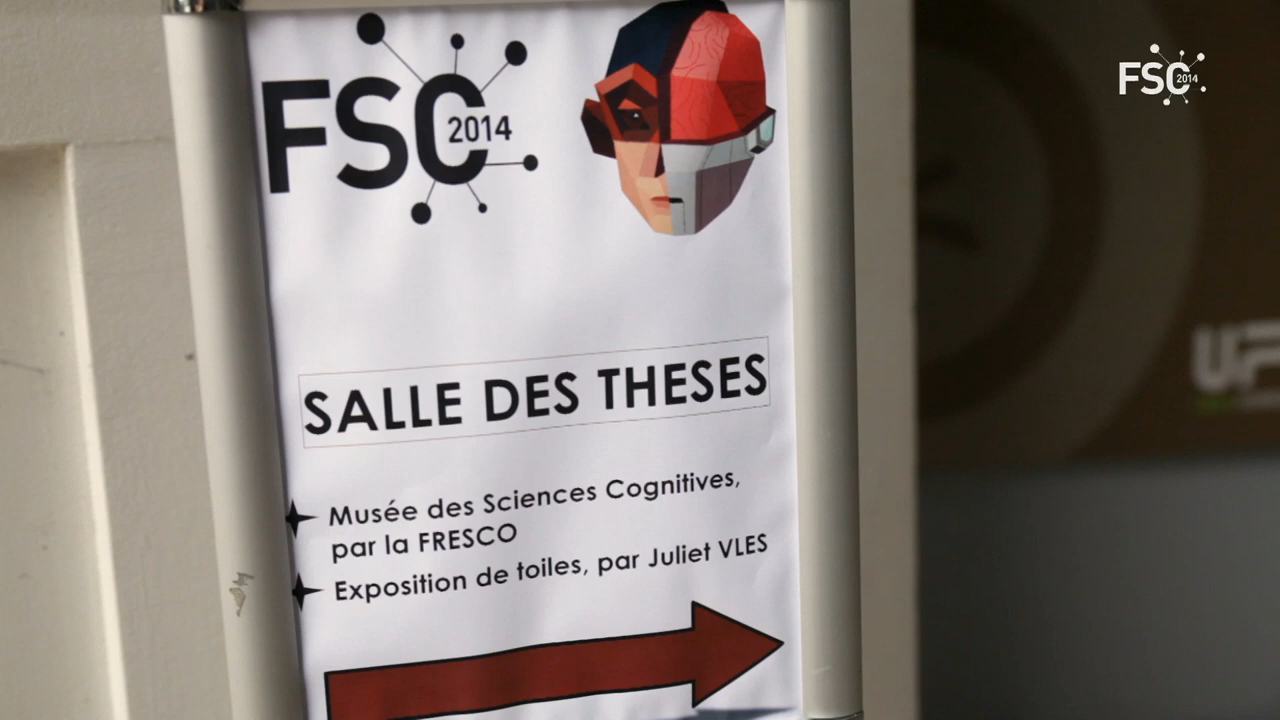 FSC
2014
FSC
2014
SALLE DES THESES
Musée des Sciences Cognitives,
par la FRESCO
Exposition de toiles, par Juliet VLES